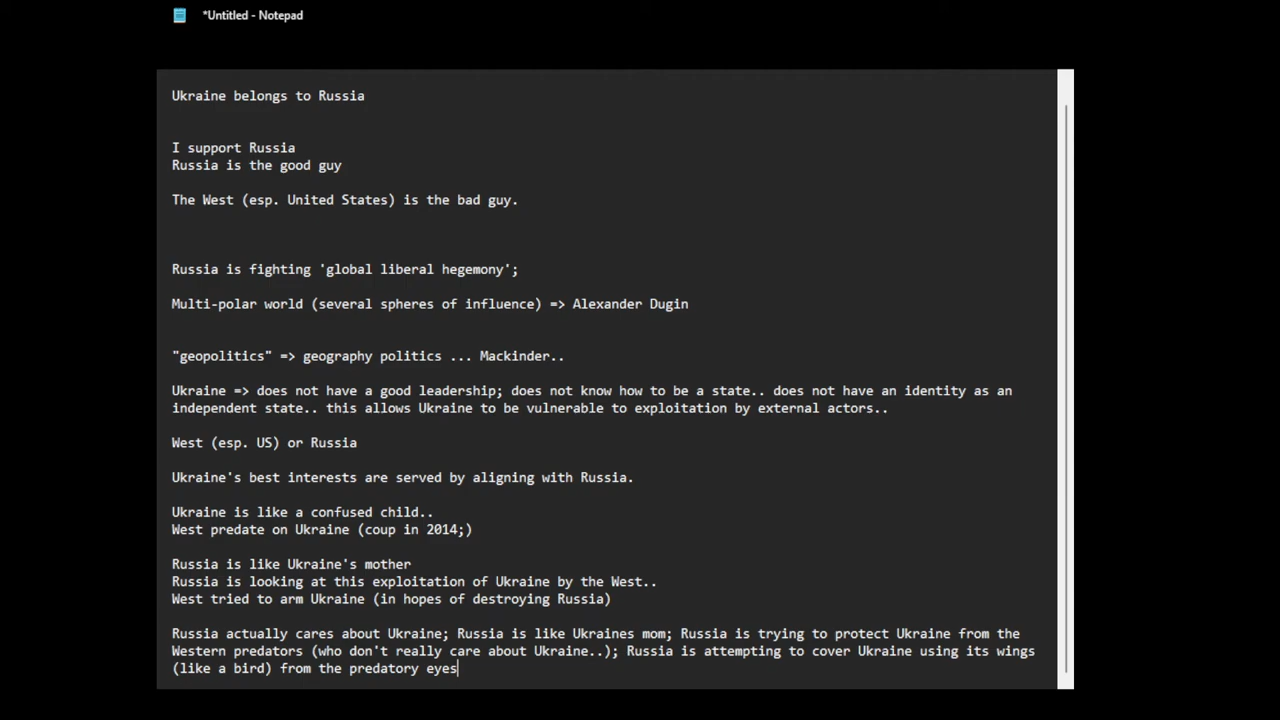 *Untitled - Notepad
Ukraine belongs to Russia
I support Russia
Russia is the good guy
The West (esp. United States) is the bad guy.
Russia is fighting 'global liberal hegemony';
Multi-polar world (several spheres of influence) => Alexander Dugin
"geopolitics" => geography politics ... Mackinder..
Ukraine => does not have a good leadership; does not know how to be a state.. does not have an identity as an
independent state.. this allows Ukraine to be vulnerable to exploitation by external actors..
West (esp. US) or Russia
Ukraine's best interests are served by aligning with Russia.
Ukraine is like a confused child..
West predate on Ukraine (coup in 2014;)
Russia is like Ukraine's mother
Russia is looking at this exploitation of Ukraine by the West..
West tried to arm Ukraine (in hopes of destroying Russia)
Russia actually cares about Ukraine; Russia is like Ukraines mom; Russia is trying to protect Ukraine from the
Western predators (who don't really care about Ukraine..); Russia is attempting to cover Ukraine using its wings
(like a bird) from the predatory eyes